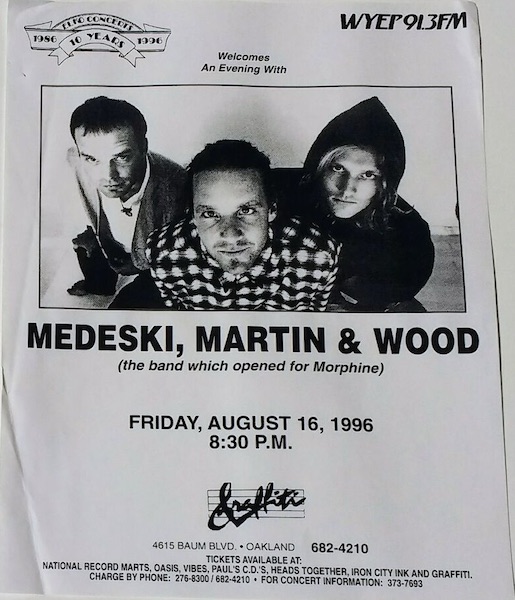 ELKO CONCERTS
1986 10 YEARS 1996
WYEP 91.3FM
Welcomes
An Evening With
MEDESKI, MARTIN & WOOD
(the band which opened for Morphine)
FRIDAY, AUGUST 16, 1996
8:30 P.M.
Graffiti
4615 BAUM BLVD. • OAKLAND 682-4210
TICKETS AVAILABLE AT:
NATIONAL RECORD MARTS, OASIS, VIBES, PAUL'S C.D.'S, HEADS TOGETHER, IRON CITY INK AND GRAFFITI.
CHARGE BY PHONE: 276-8300 / 682-4210 • FOR CONCERT INFORMATION: 373-7693